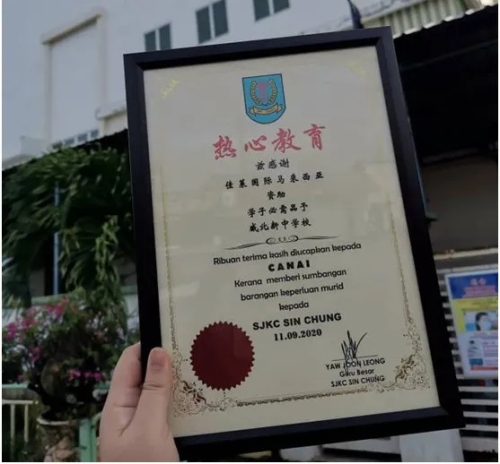 热心教育
兹感谢
佳莱国际马来西亚
资助
学子必需品予
威北新中学校
Ribuan terima kasih diucapkan kepada
CANAI
Kerana memberi sumbangan
barangan keperluan murid
kepada
SJKC SIN CHUNG
11.09.2020
YAW JOON LEONG
Guru Besar
SJKC SIN CHUNG